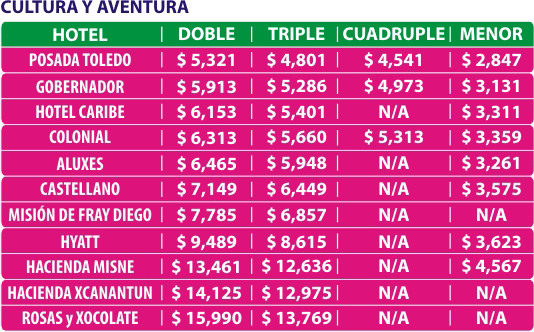 CULTURA Y AVENTURA
HOTEL | DOBLE | TRIPLE | CUADRUPLE | MENOR
POSADA TOLEDO | $ 5,321 | $ 4,801 | $ 4,541 | $ 2,847
GOBERNADOR | $ 5,913 | $ 5,286 | $ 4,973 | $ 3,131
HOTEL CARIBE | $ 6,153 | $ 5,401 | N/A | $ 3,311
COLONIAL | $ 6,313 | $ 5,660 | $ 5,313 | $ 3,359
ALUXES | $ 6,465 | $ 5,948 | N/A | $ 3,261
CASTELLANO | $ 7,149 | $ 6,449 | N/A | $ 3,575
MISIÓN DE FRAY DIEGO | $ 7,785 | $ 6,857 | N/A | N/A
HYATT | $ 9,489 | $ 8,615 | N/A | $ 3,623
HACIENDA MISNE | $ 13,461 | $ 12,636 | N/A | $ 4,567
HACIENDA XCANANTUN | $ 14,125 | $ 12,975 | N/A | N/A
ROSAS y XOCOLATE | $ 15,990 | $ 13,769 | N/A | N/A